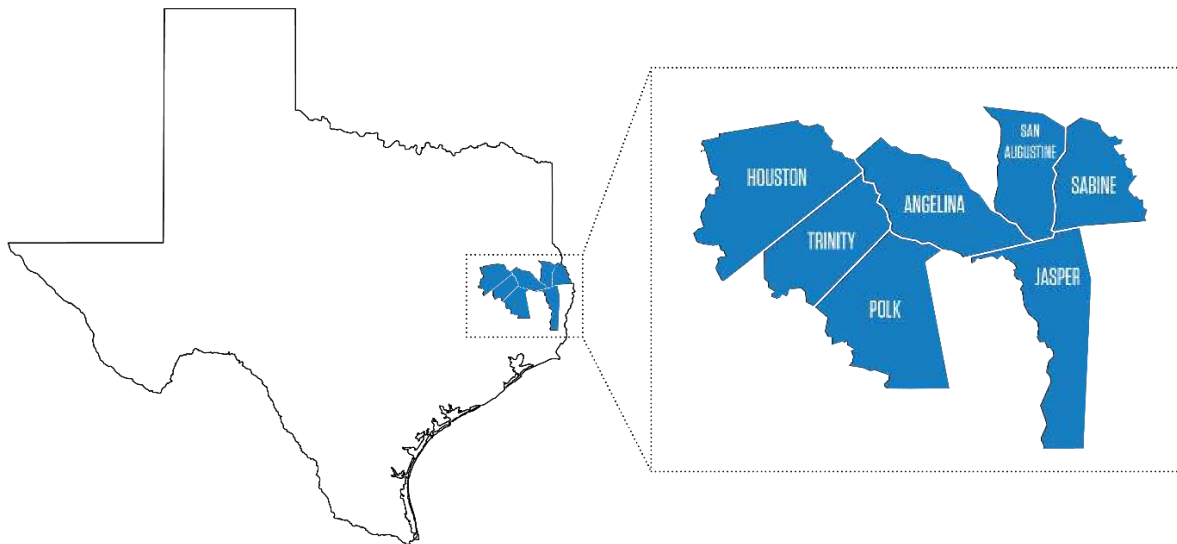 SAN
AUGUSTINE
HOUSTON
SABINE
ANGELINA
TRINITY
JASPER
POLK